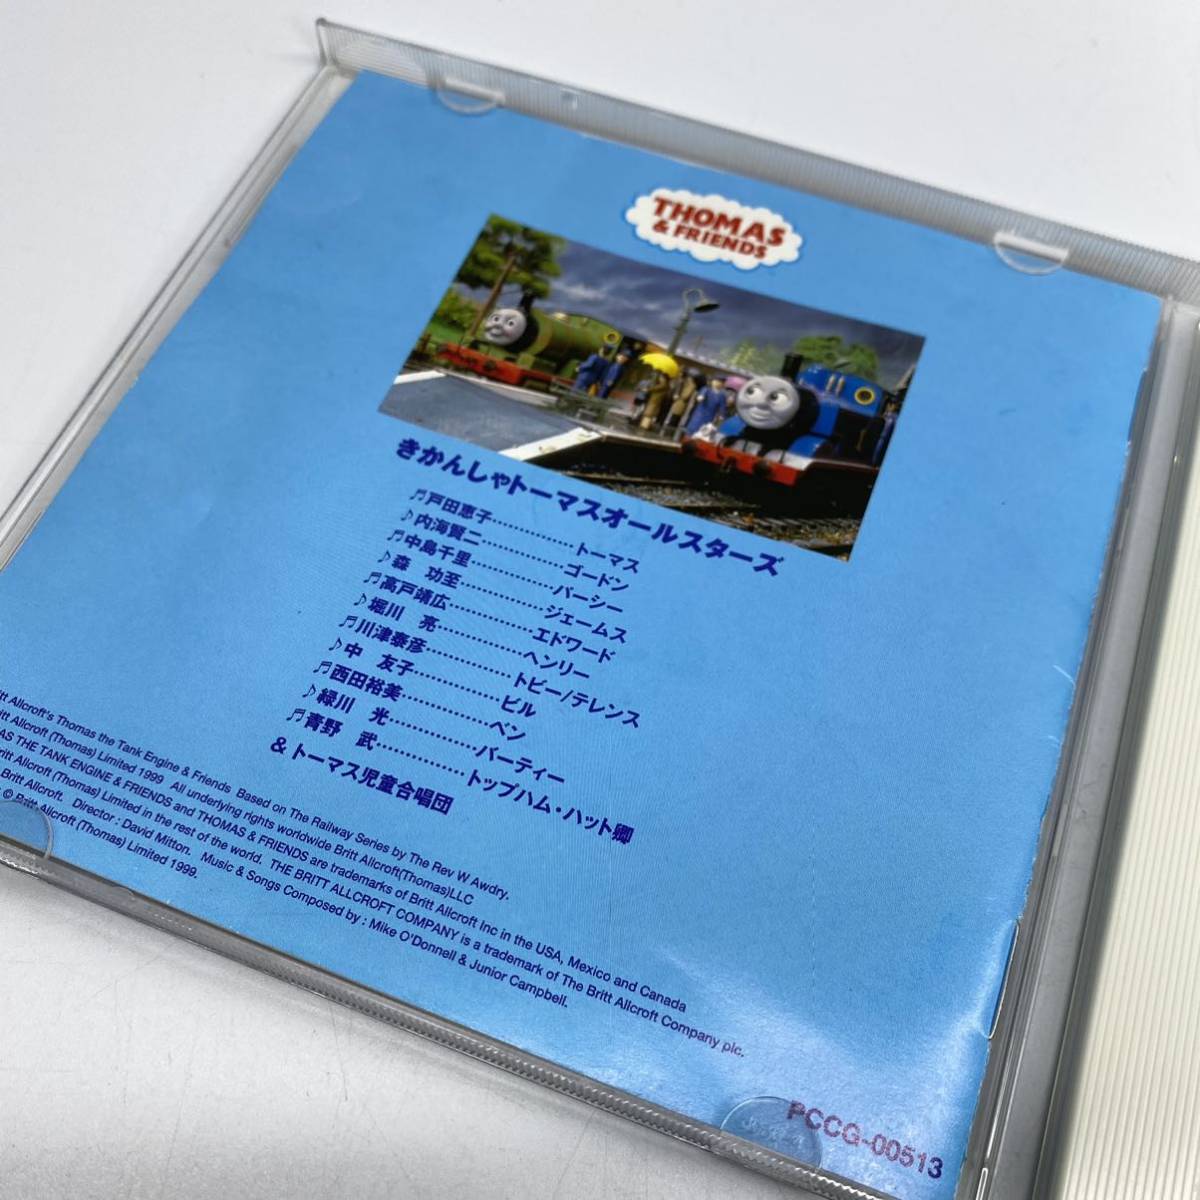 THOMAS
& FRIENDS
きかんしゃトーマスオールスターズ
♬戸田恵子……………トーマス
♪内海賢二……………ゴードン
♬中島千里……………パーシー
♪森　功至……………ジェームス
♬高戸靖広……………エドワード
♪堀川　亮……………ヘンリー
♬川津泰彦……………トビー/テレンス
♪中　友子……………ビル
♬西田裕美……………ベン
♪緑川　光……………バーティー
♬青野　武……………トップハム・ハット卿
& トーマス児童合唱団
Allcroft's Thomas the Tank Engine & Friends Based on The Railway Series by The Rev W Awdry.
Allcroft (Thomas) Limited 1999 All underlying rights worldwide Britt Allcroft(Thomas)LLC
THE TANK ENGINE & FRIENDS and THOMAS & FRIENDS are trademarks of Britt Allcroft Inc in the USA, Mexico and Canada
Allcroft (Thomas) Limited in the rest of the world. THE BRITT ALLCROFT COMPANY is a trademark of The Britt Allcroft Company plc.
Britt Allcroft. Director : David Mitton. Music & Songs Composed by : Mike O'Donnell & Junior Campbell.
© Britt Allcroft (Thomas) Limited 1999.
PCCG-00513